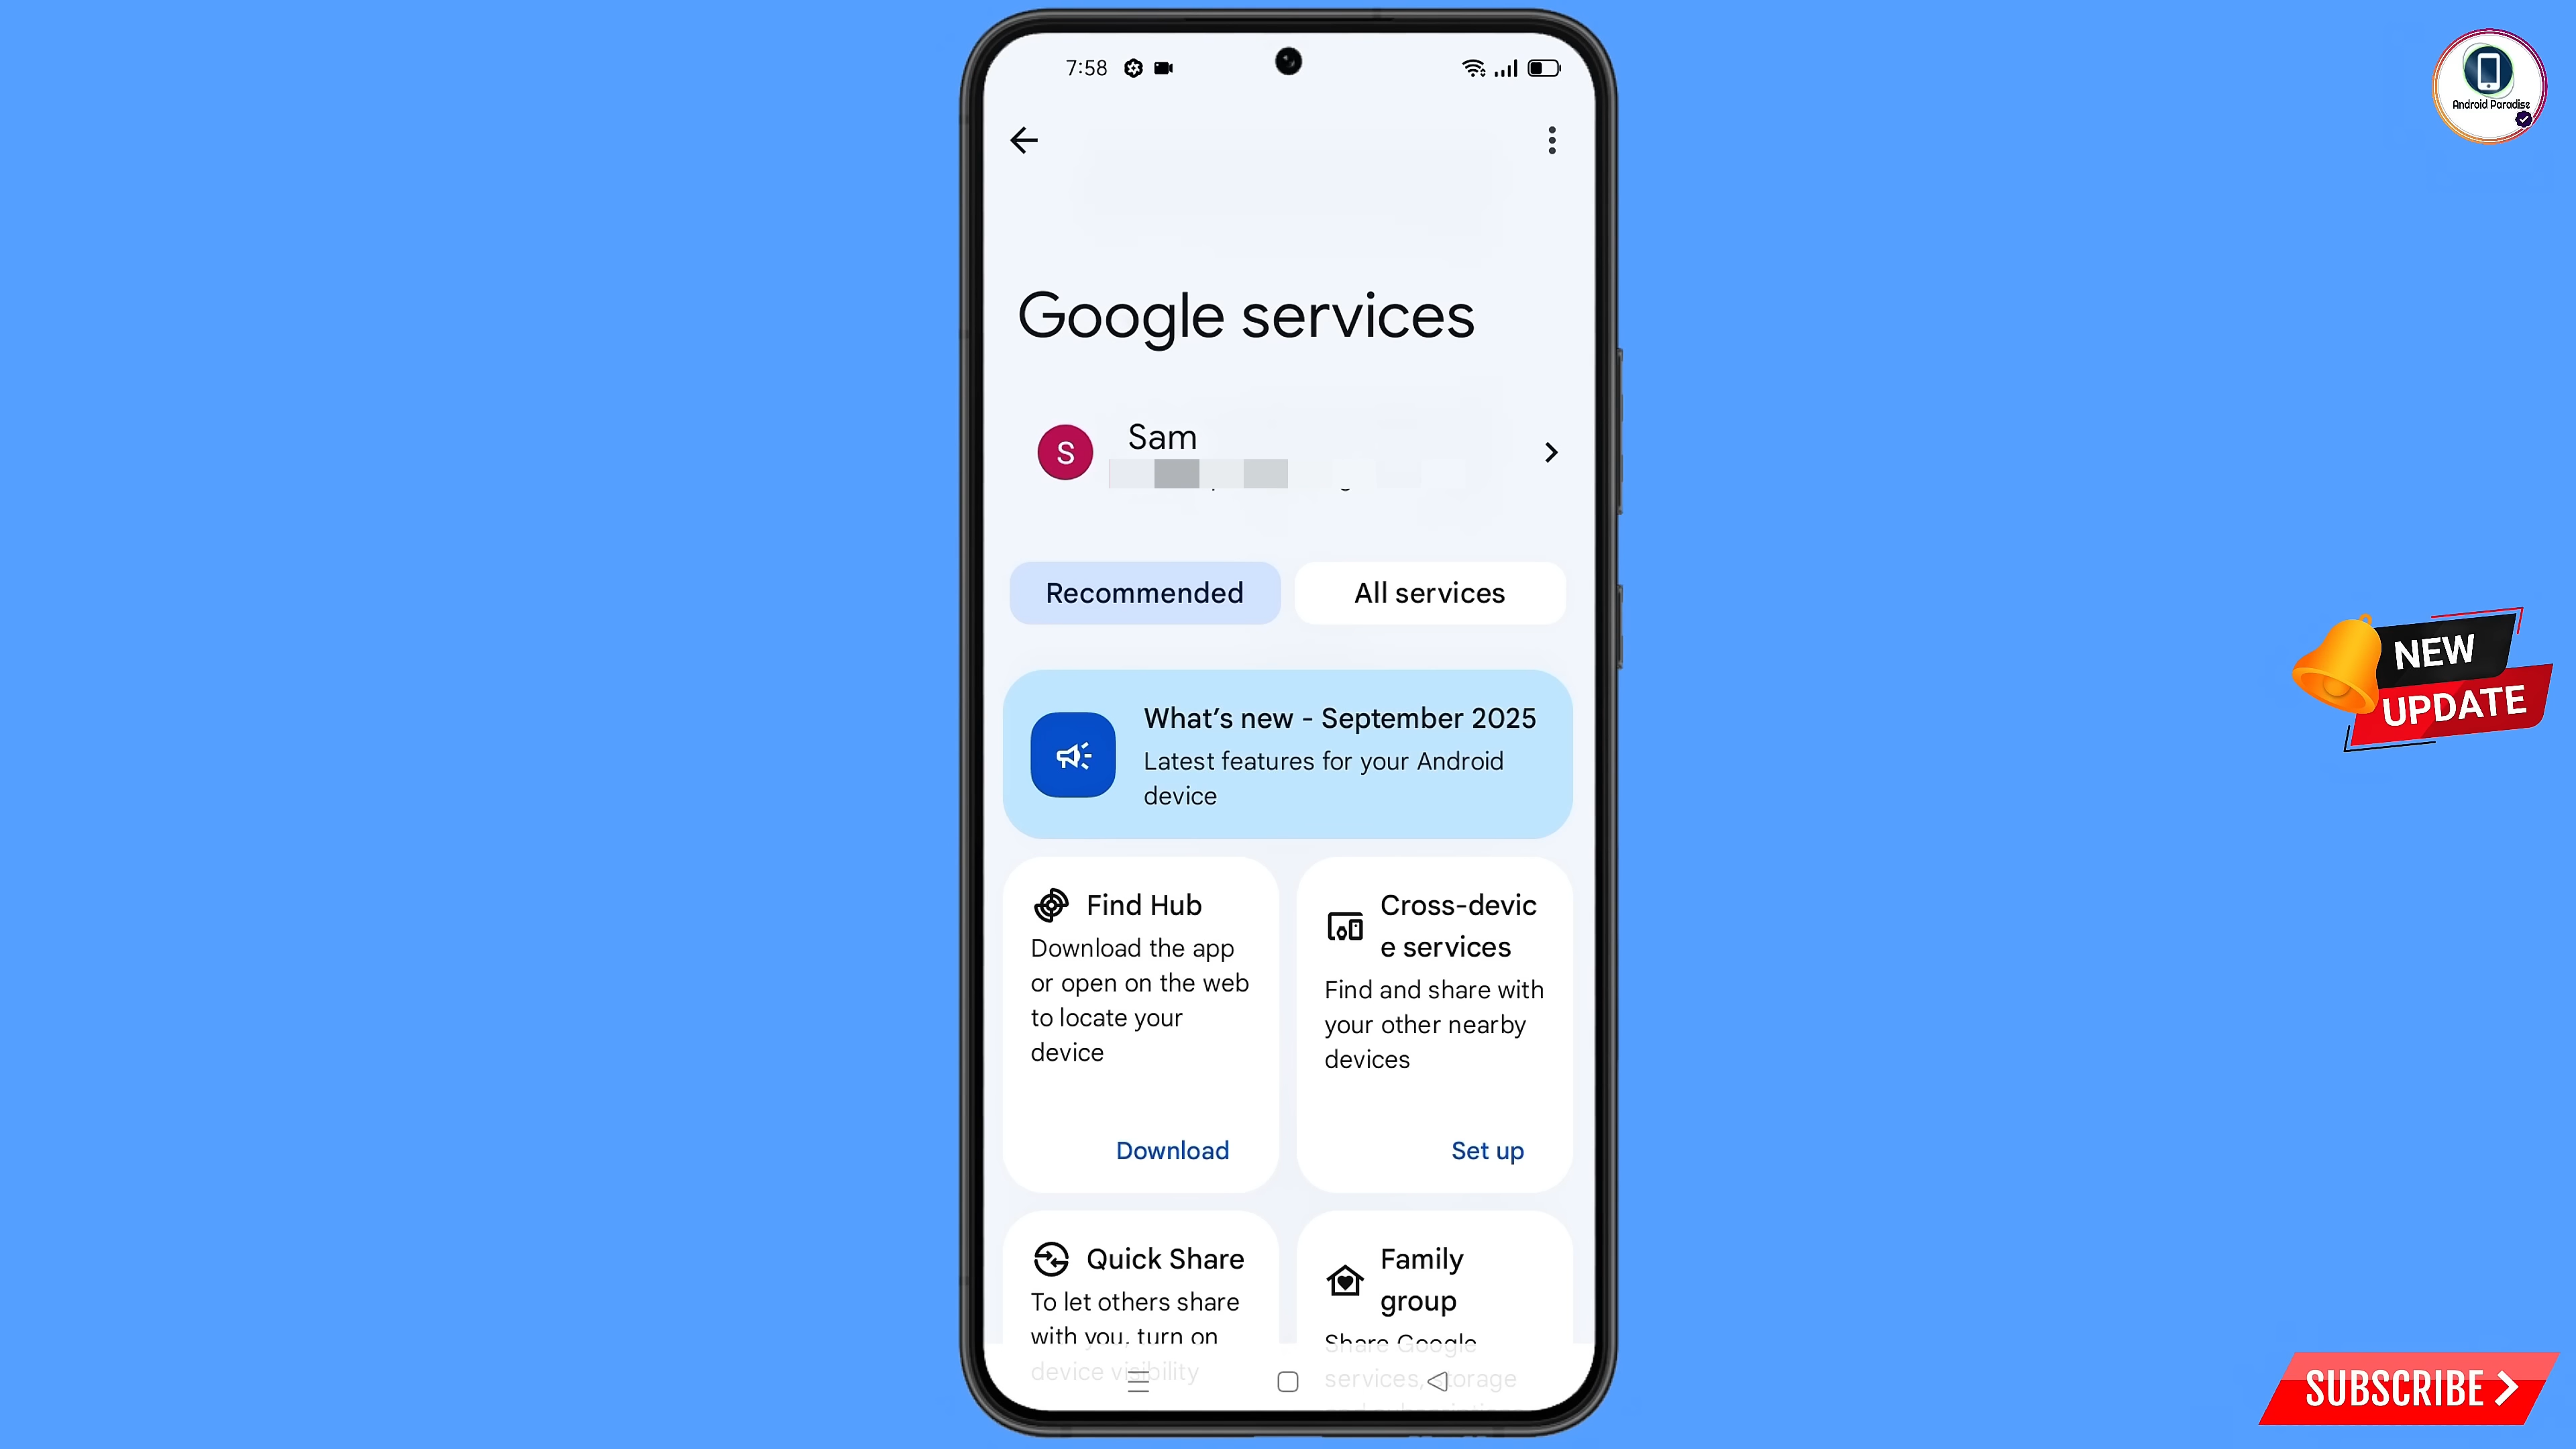 7:58
Google services
S
Sam
Recommended
All services
What's new - September 2025
Latest features for your Android
device
Find Hub
Download the app
or open on the web
to locate your
device
Download
Cross-devic
e services
Find and share with
your other nearby
devices
Set up
Quick Share
To let others share
with you, turn on
device visibility
Family
group
Share Google
services, storage
Android Paradise
NEW
UPDATE
SUBSCRIBE